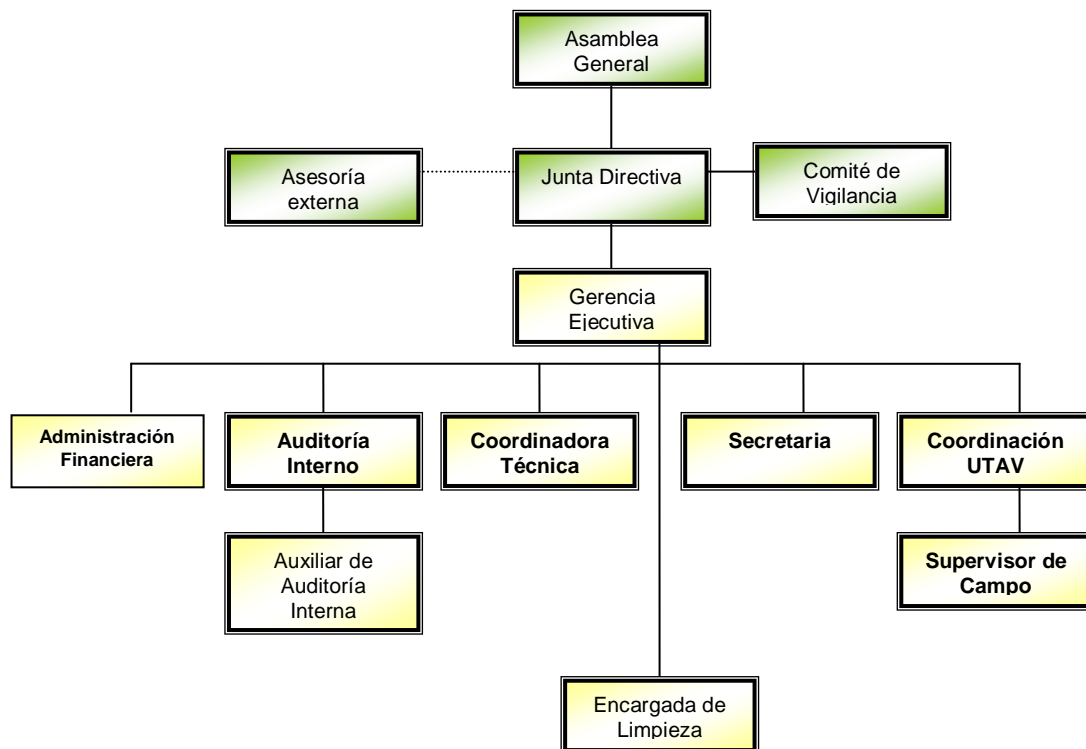 Asamblea
General
Asesoría
externa
Junta Directiva
Comité de
Vigilancia
Gerencia
Ejecutiva
Administración
Financiera
Auditoría
Interno
Coordinadora
Técnica
Secretaria
Coordinación
UTAV
Auxiliar de
Auditoría
Interna
Supervisor de
Campo
Encargada de
Limpieza